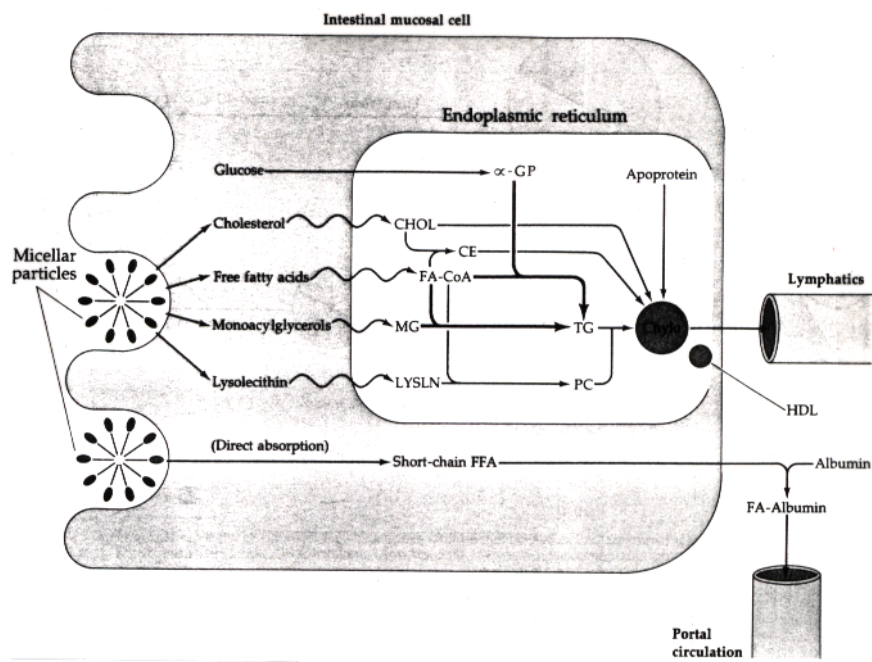 Intestinal mucosal cell
Endoplasmic reticulum
Glucose
∝-GP
Apoprotein
Cholesterol
CHOL
CE
Micellar
particles
Free fatty acids
FA-CoA
Lymphatics
Monoacylglycerols
MG
TG
Chylo
Lysolecithin
LYSLN
PC
HDL
(Direct absorption)
Short-chain FFA
Albumin
FA-Albumin
Portal
circulation